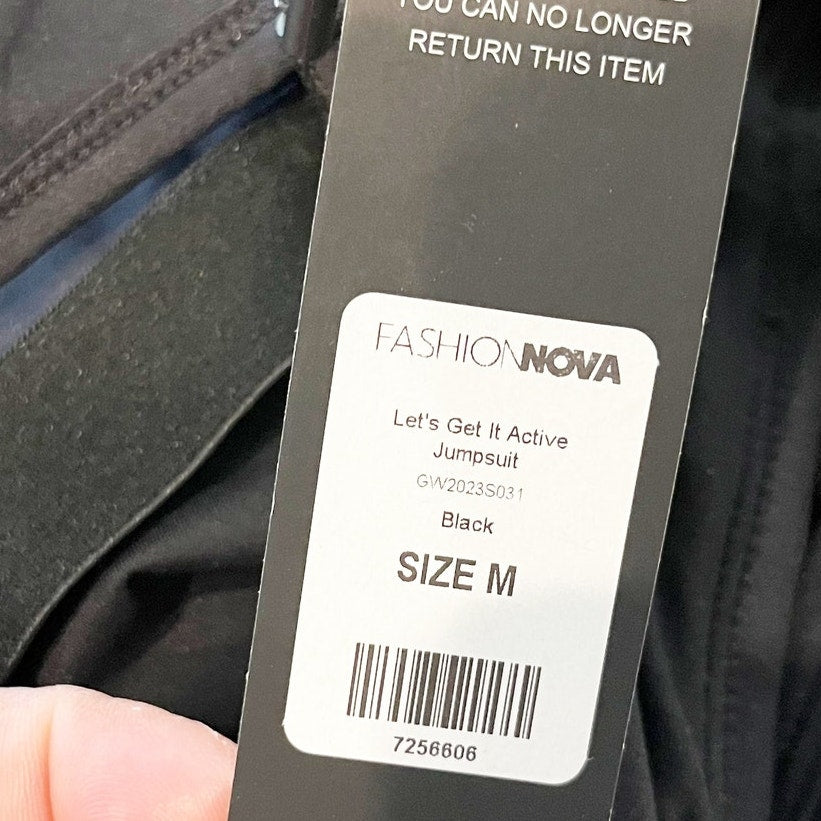 YOU CAN NO LONGER
RETURN THIS ITEM
FASHIONNOVA
Let's Get It Active
Jumpsuit
GW2023S031
Black
SIZE M
7256606